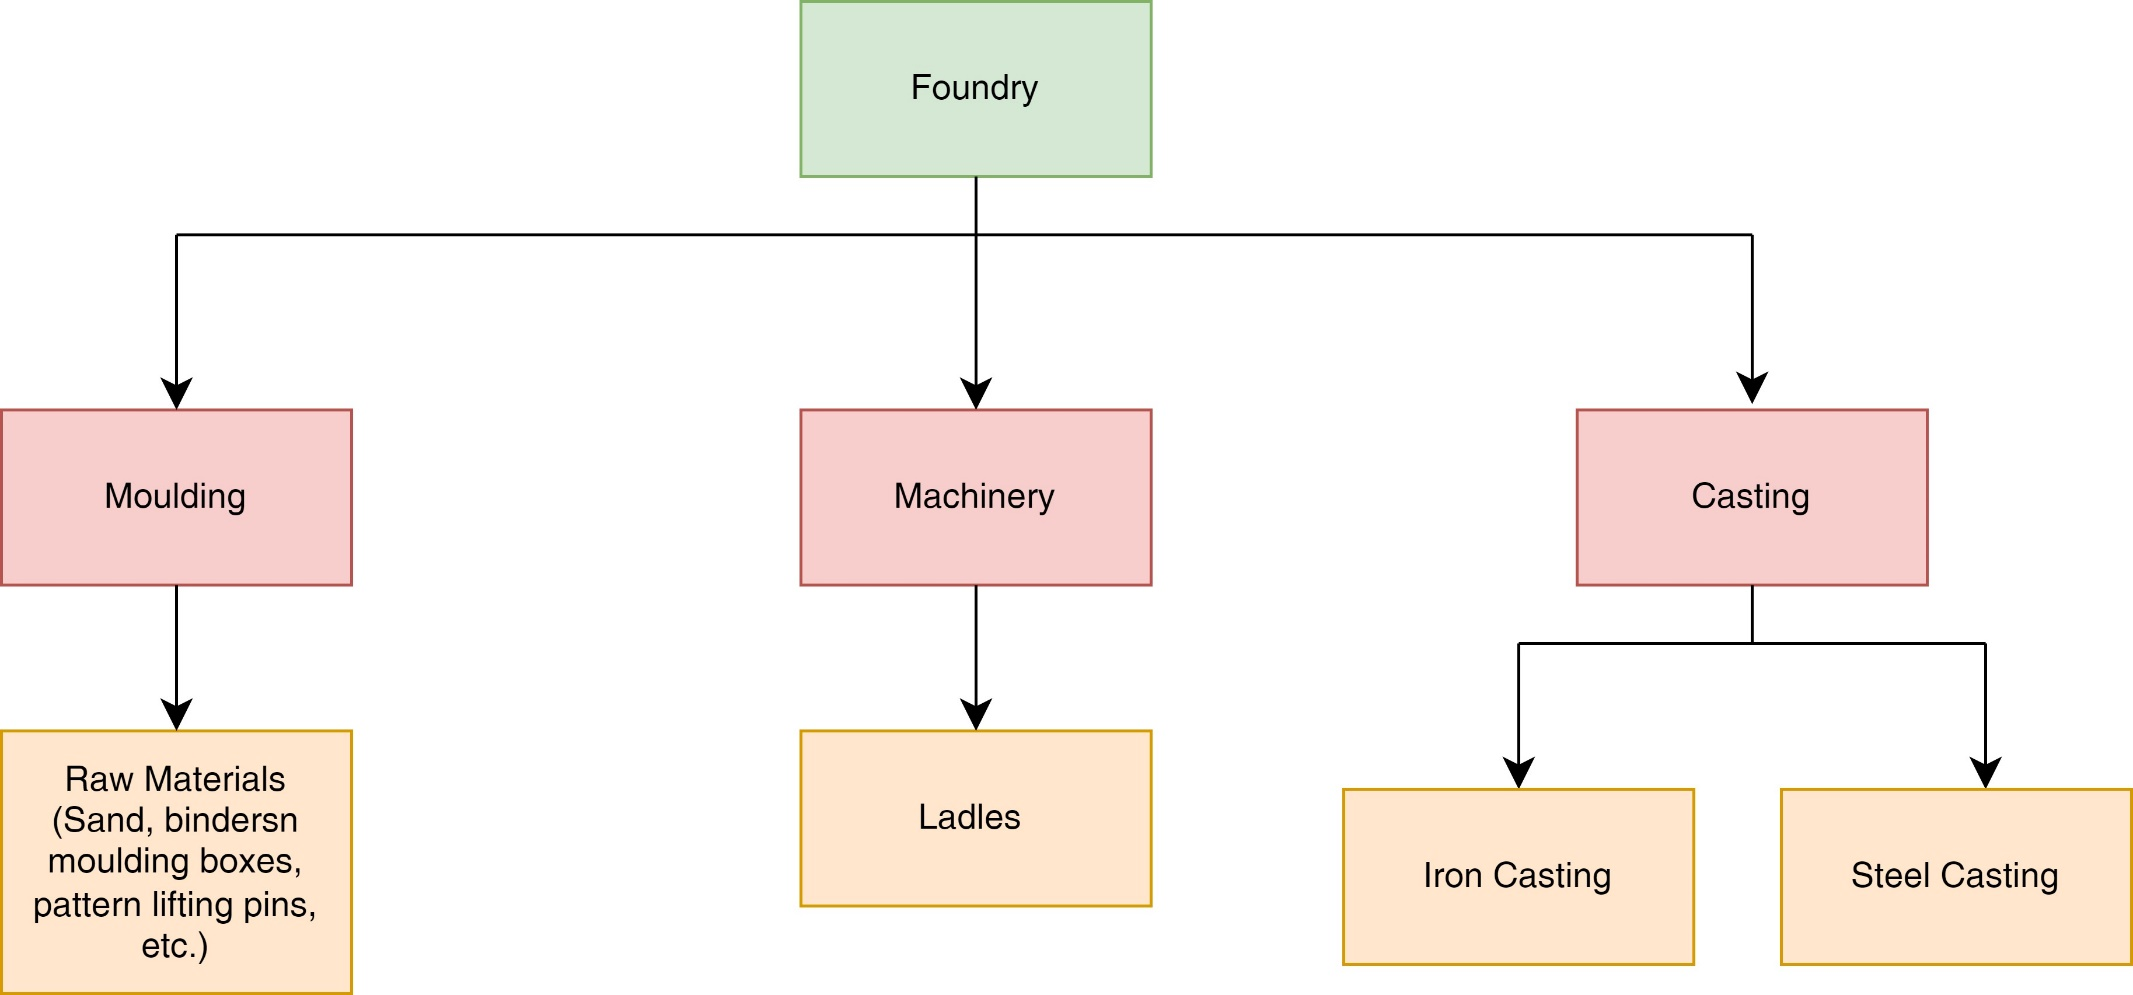 Foundry
Moulding
Machinery
Casting
Raw Materials
(Sand, bindersn
moulding boxes,
pattern lifting pins,
etc.)
Ladles
Iron Casting
Steel Casting